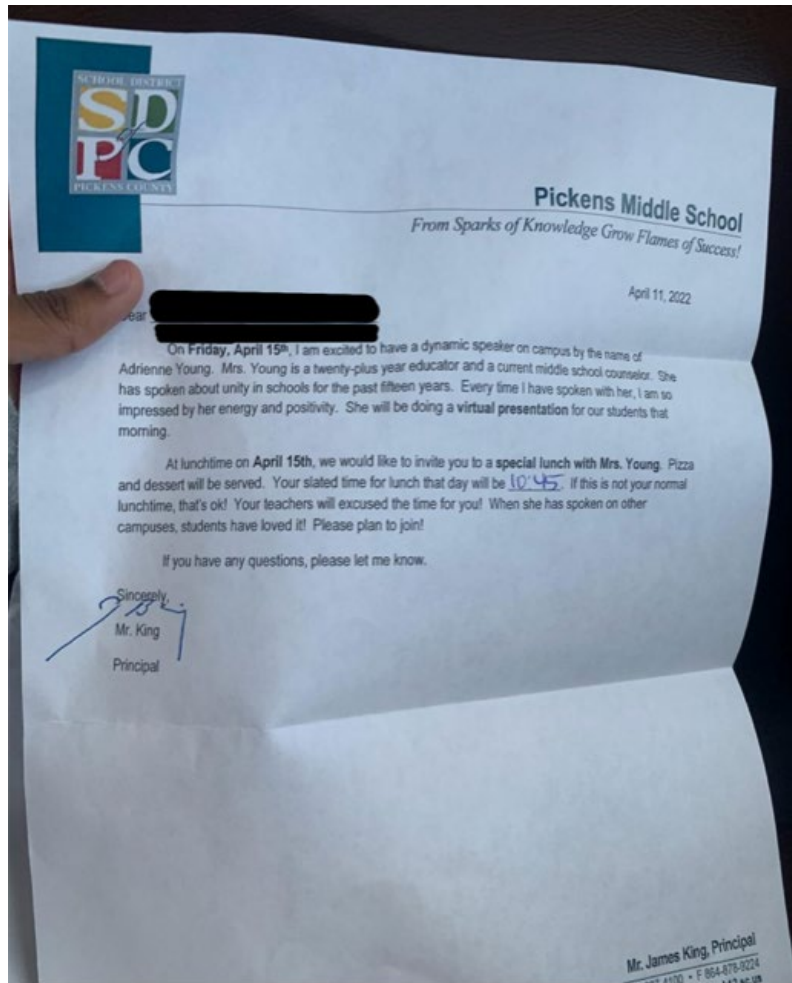 SCHOOL DISTRICT
SD
of
PC
PICKENS COUNTY
Pickens Middle School
From Sparks of Knowledge Grow Flames of Success!
April 11, 2022
ear
On Friday, April 15th, I am excited to have a dynamic speaker on campus by the name of
Adrienne Young. Mrs. Young is a twenty-plus year educator and a current middle school counselor. She
has spoken about unity in schools for the past fifteen years. Every time I have spoken with her, I am so
impressed by her energy and positivity. She will be doing a virtual presentation for our students that
morning.
At lunchtime on April 15th, we would like to invite you to a special lunch with Mrs. Young. Pizza
and dessert will be served. Your slated time for lunch that day will be 10:45. If this is not your normal
lunchtime, that's ok! Your teachers will excused the time for you! When she has spoken on other
campuses, students have loved it! Please plan to join!
If you have any questions, please let me know.
Sincerely,
Mr. King
Principal
Mr. James King, Principal
4100 • F 864-878-9224